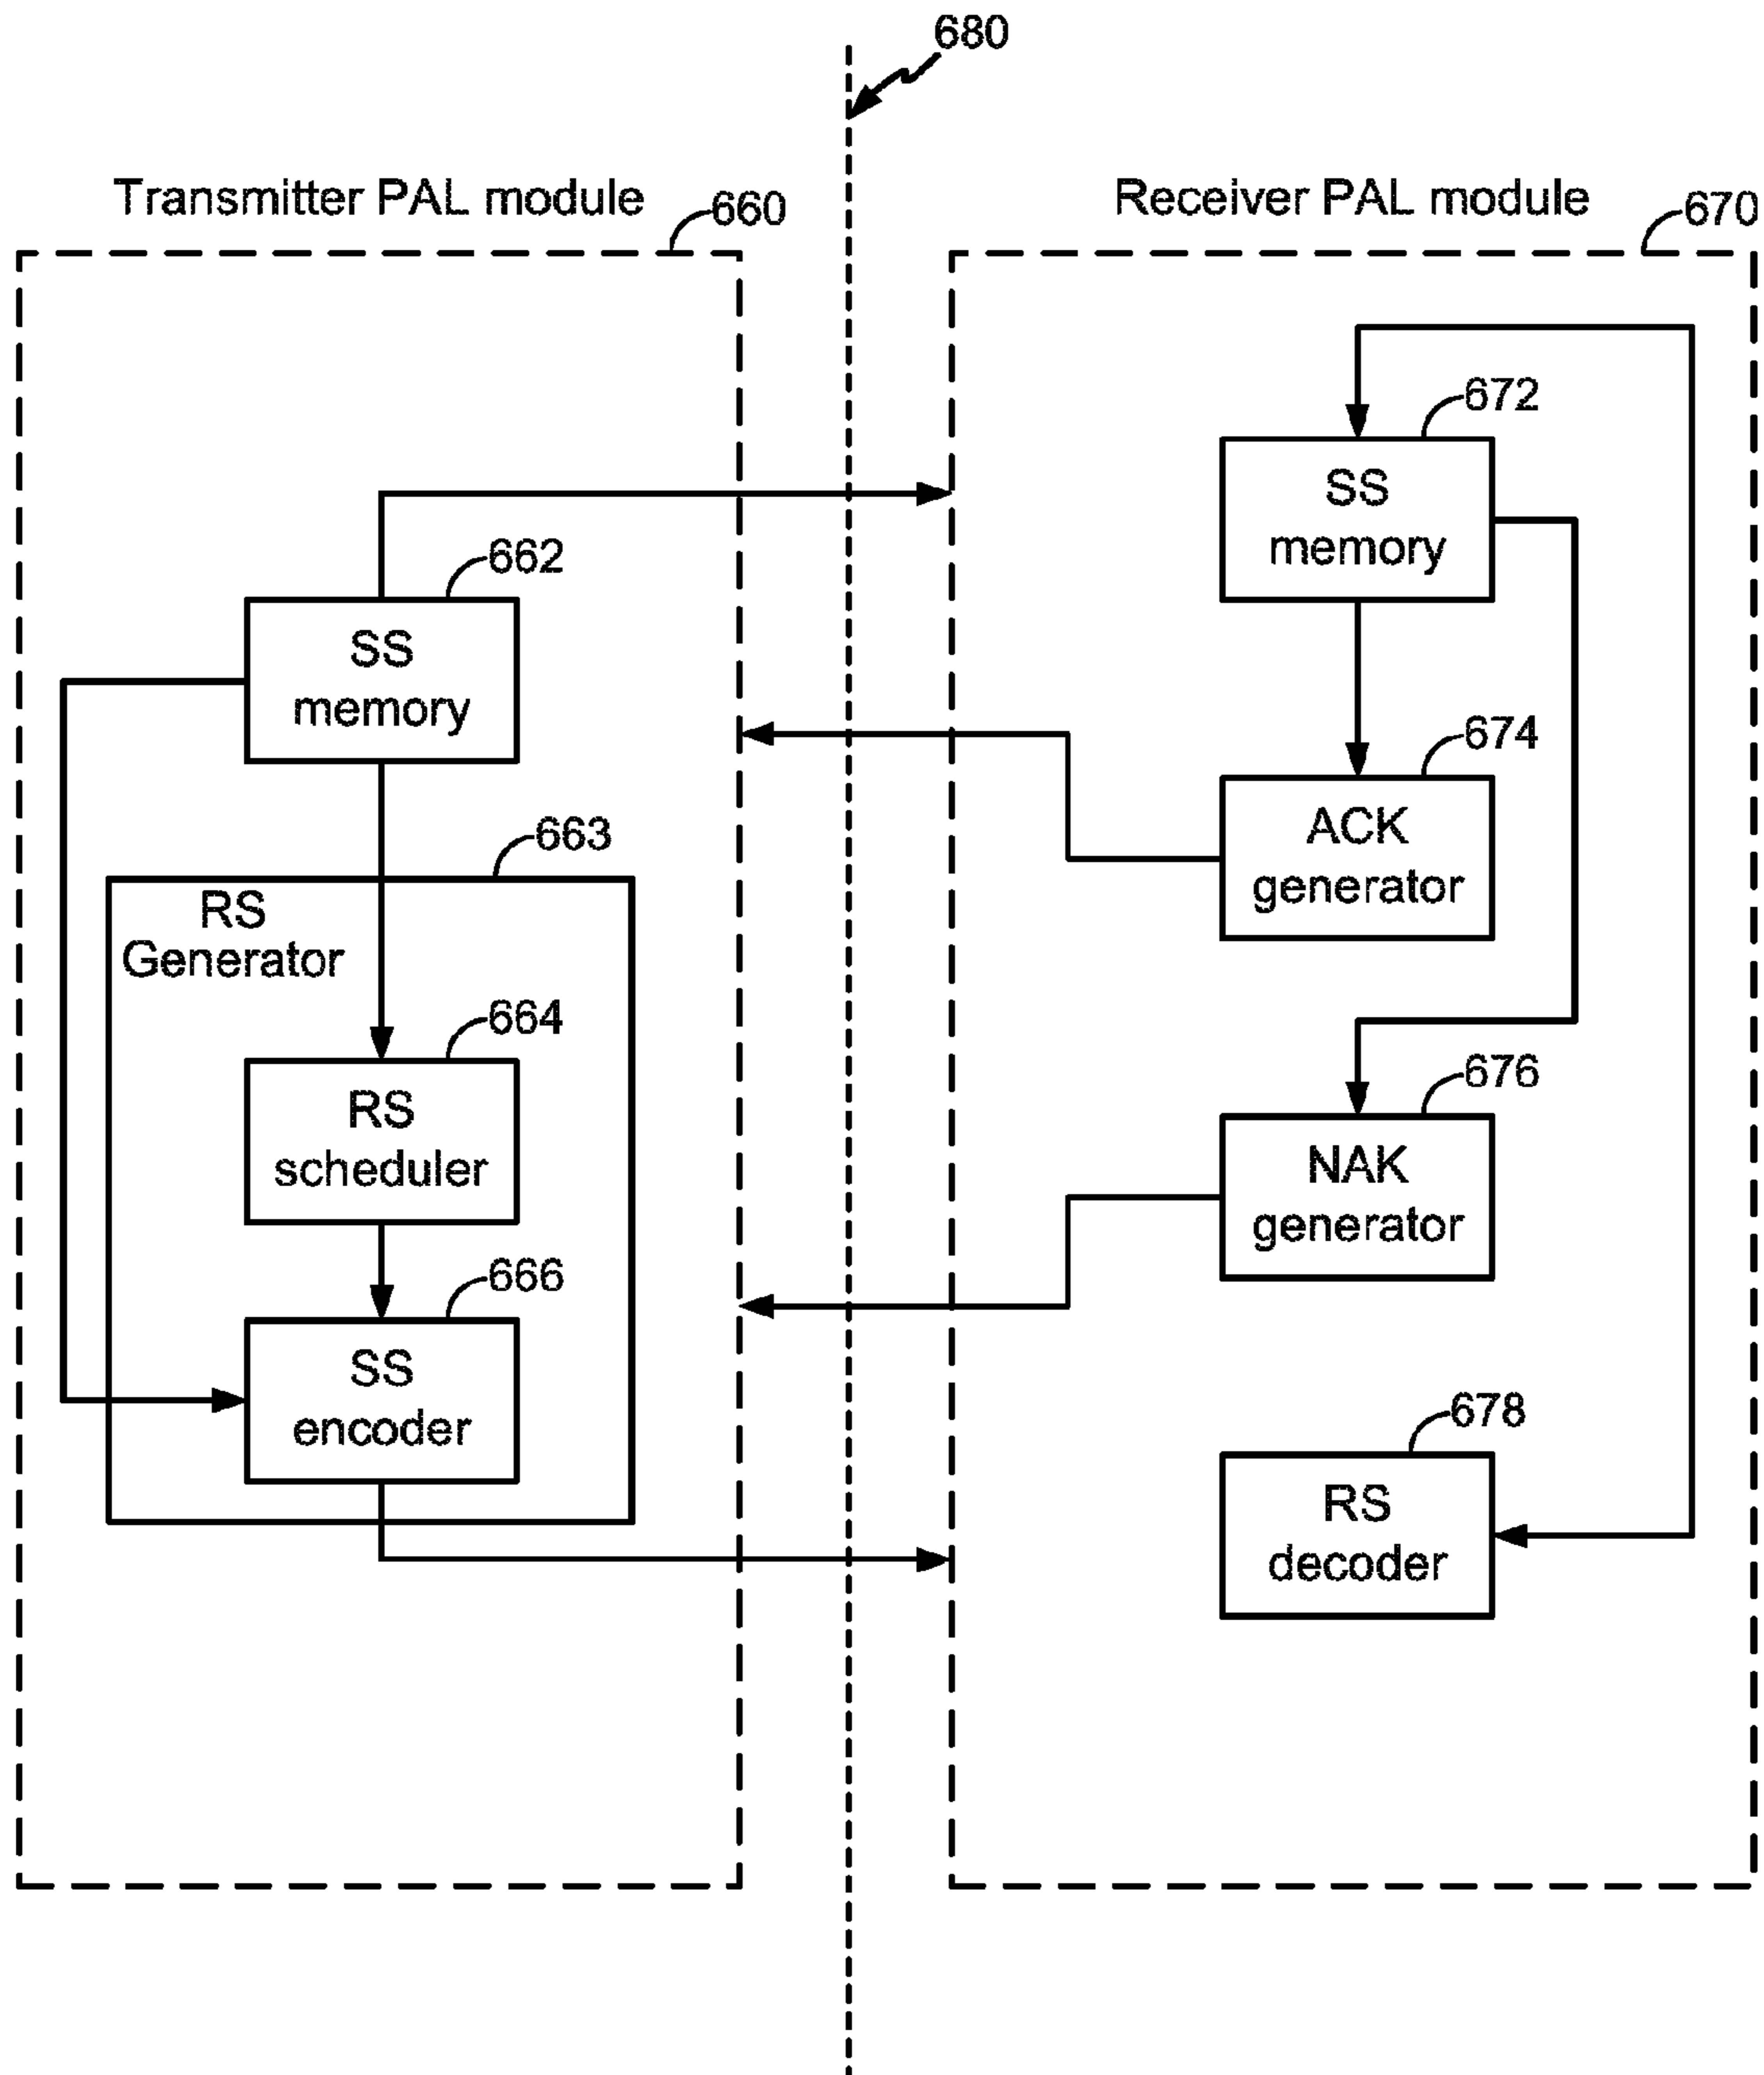 680
Transmitter PAL module
660
Receiver PAL module
670
672
SS
memory
662
SS
memory
674
ACK
generator
663
RS
Generator
664
RS
scheduler
676
NAK
generator
666
SS
encoder
678
RS
decoder